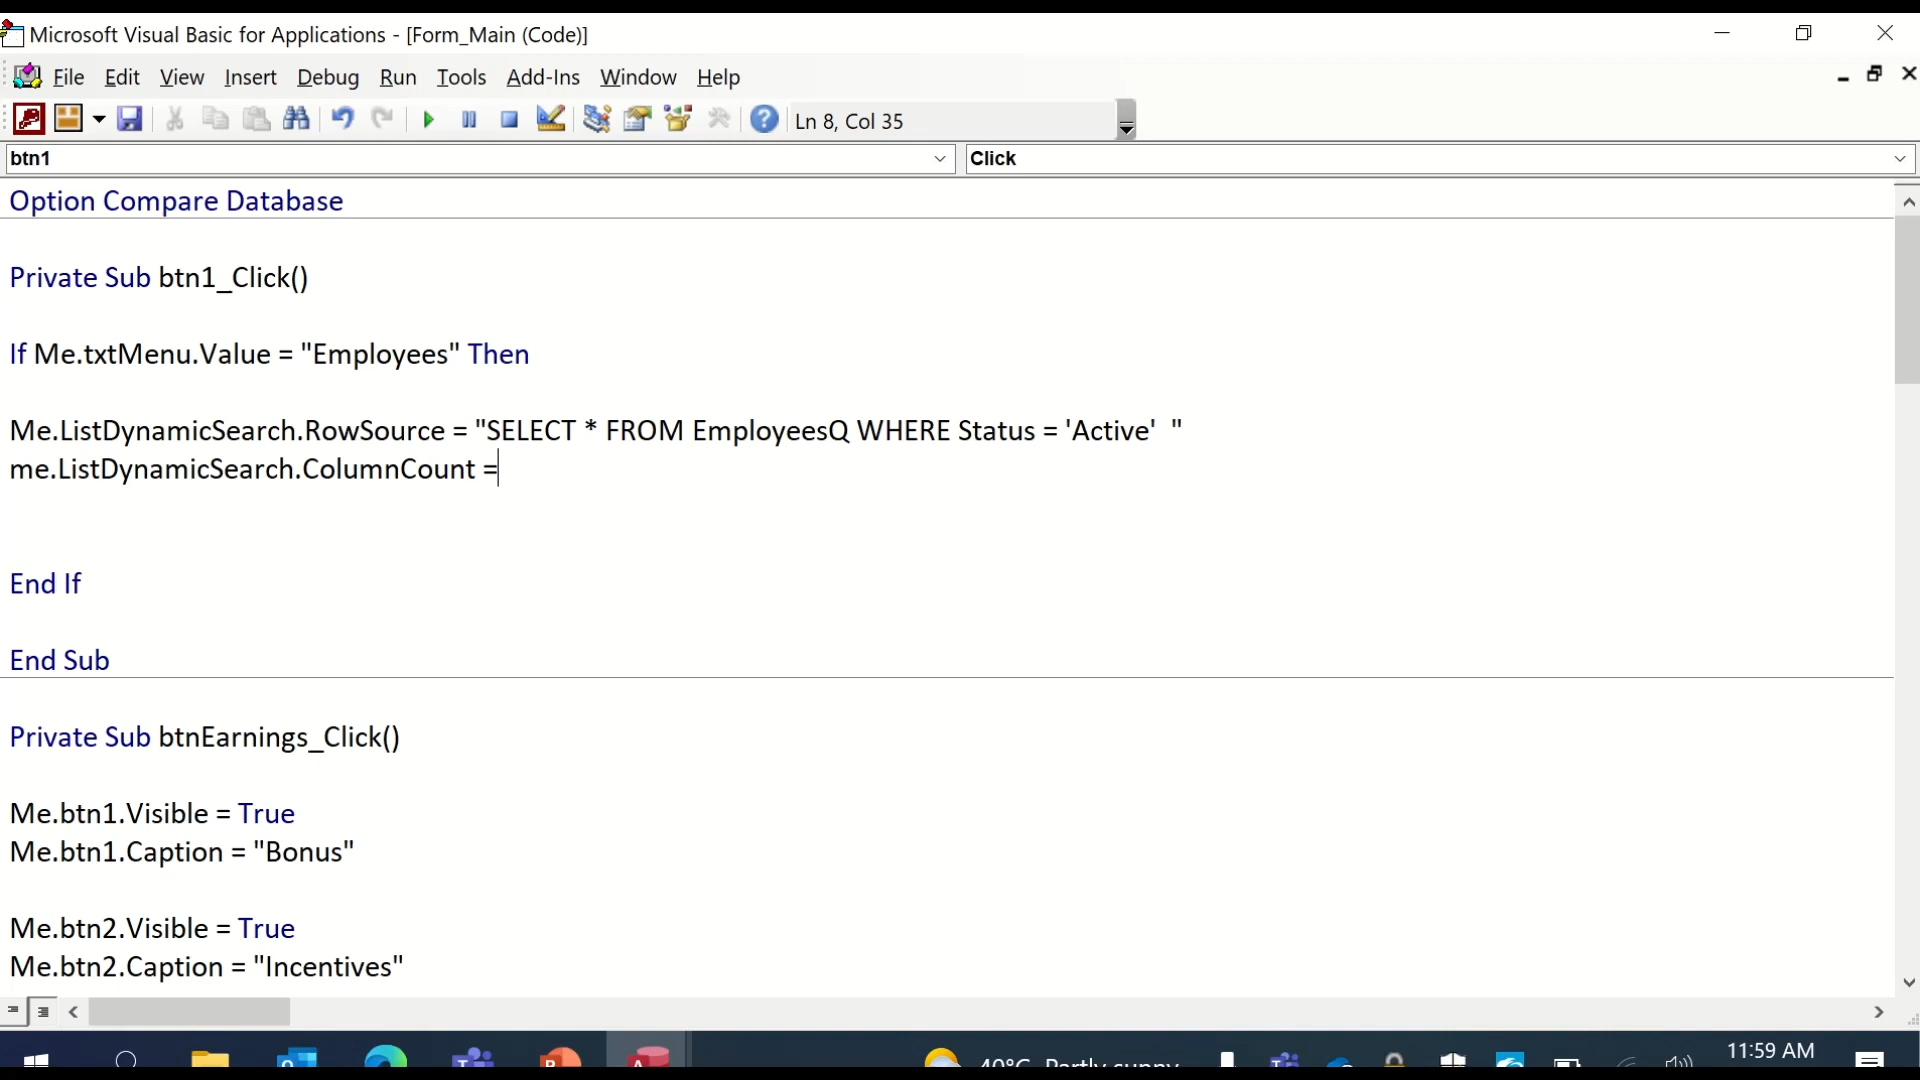 Microsoft Visual Basic for Applications - [Form_Main (Code)]
File Edit View Insert Debug Run Tools Add-Ins Window Help
Ln 8, Col 35
btn1 Click
Option Compare Database
Private Sub btn1_Click()
If Me.txtMenu.Value = "Employees" Then
Me.ListDynamicSearch.RowSource = "SELECT * FROM EmployeesQ WHERE Status = 'Active'  "
me.ListDynamicSearch.ColumnCount =
End If
End Sub
Private Sub btnEarnings_Click()
Me.btn1.Visible = True
Me.btn1.Caption = "Bonus"
Me.btn2.Visible = True
Me.btn2.Caption = "Incentives"
40°C Partly sunny 11:59 AM